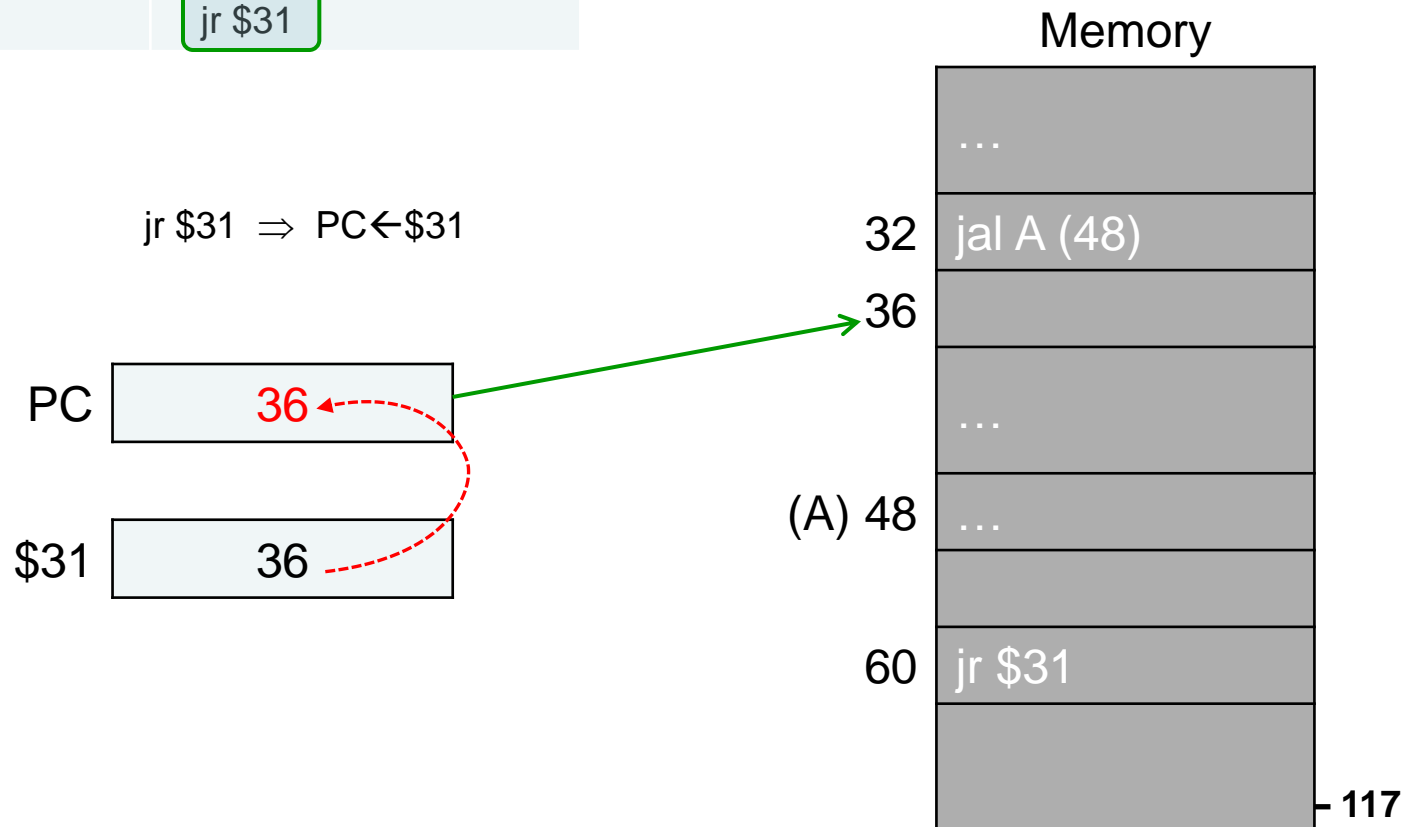 jr $31
Memory
…
jr $31 ⇒ PC←$31
32 jal A (48)
36
PC 36
…
(A) 48 …
$31 36
60 jr $31
- 117